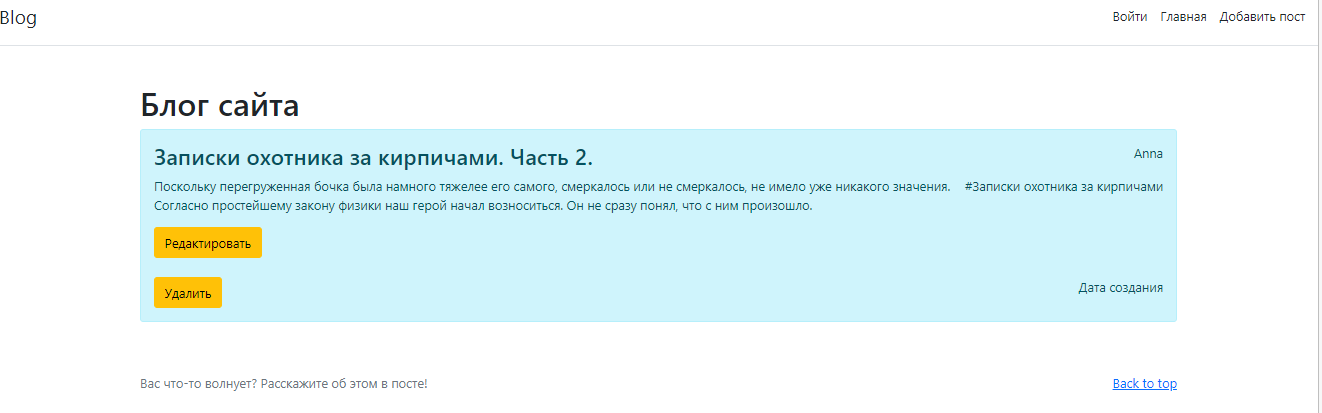 Blog
Войти Главная Добавить пост
Блог сайта
Записки охотника за кирпичами. Часть 2.
Anna
Поскольку перегруженная бочка была намного тяжелее его самого, смеркалось или не смеркалось, не имело уже никакого значения.
#Записки охотника за кирпичами
Согласно простейшему закону физики наш герой начал возноситься. Он не сразу понял, что с ним произошло.
Редактировать
Удалить
Дата создания
Вас что-то волнует? Расскажите об этом в посте!
Back to top